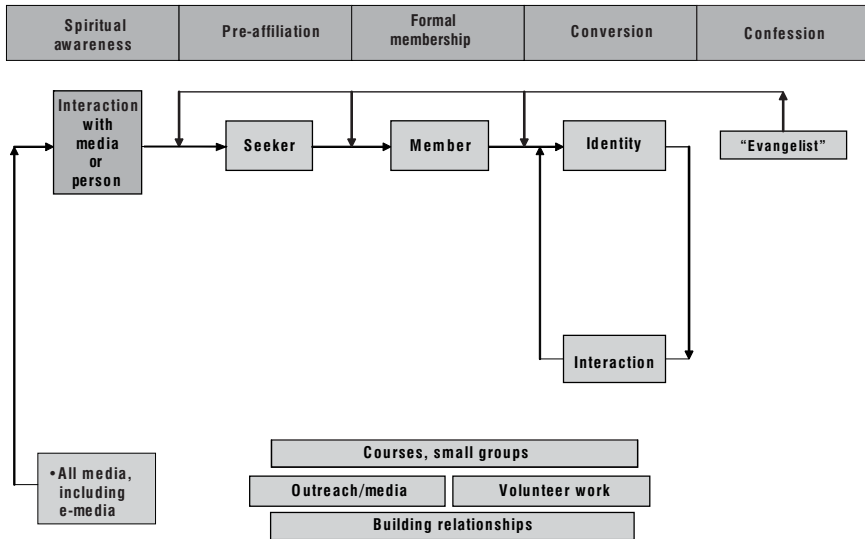 Spiritual
awareness
Pre-affiliation
Formal
membership
Conversion
Confession
Interaction
with
media
or
person
Seeker
Member
Identity
“Evangelist”
Interaction
•All media,
including
e-media
Courses, small groups
Outreach/media
Volunteer work
Building relationships